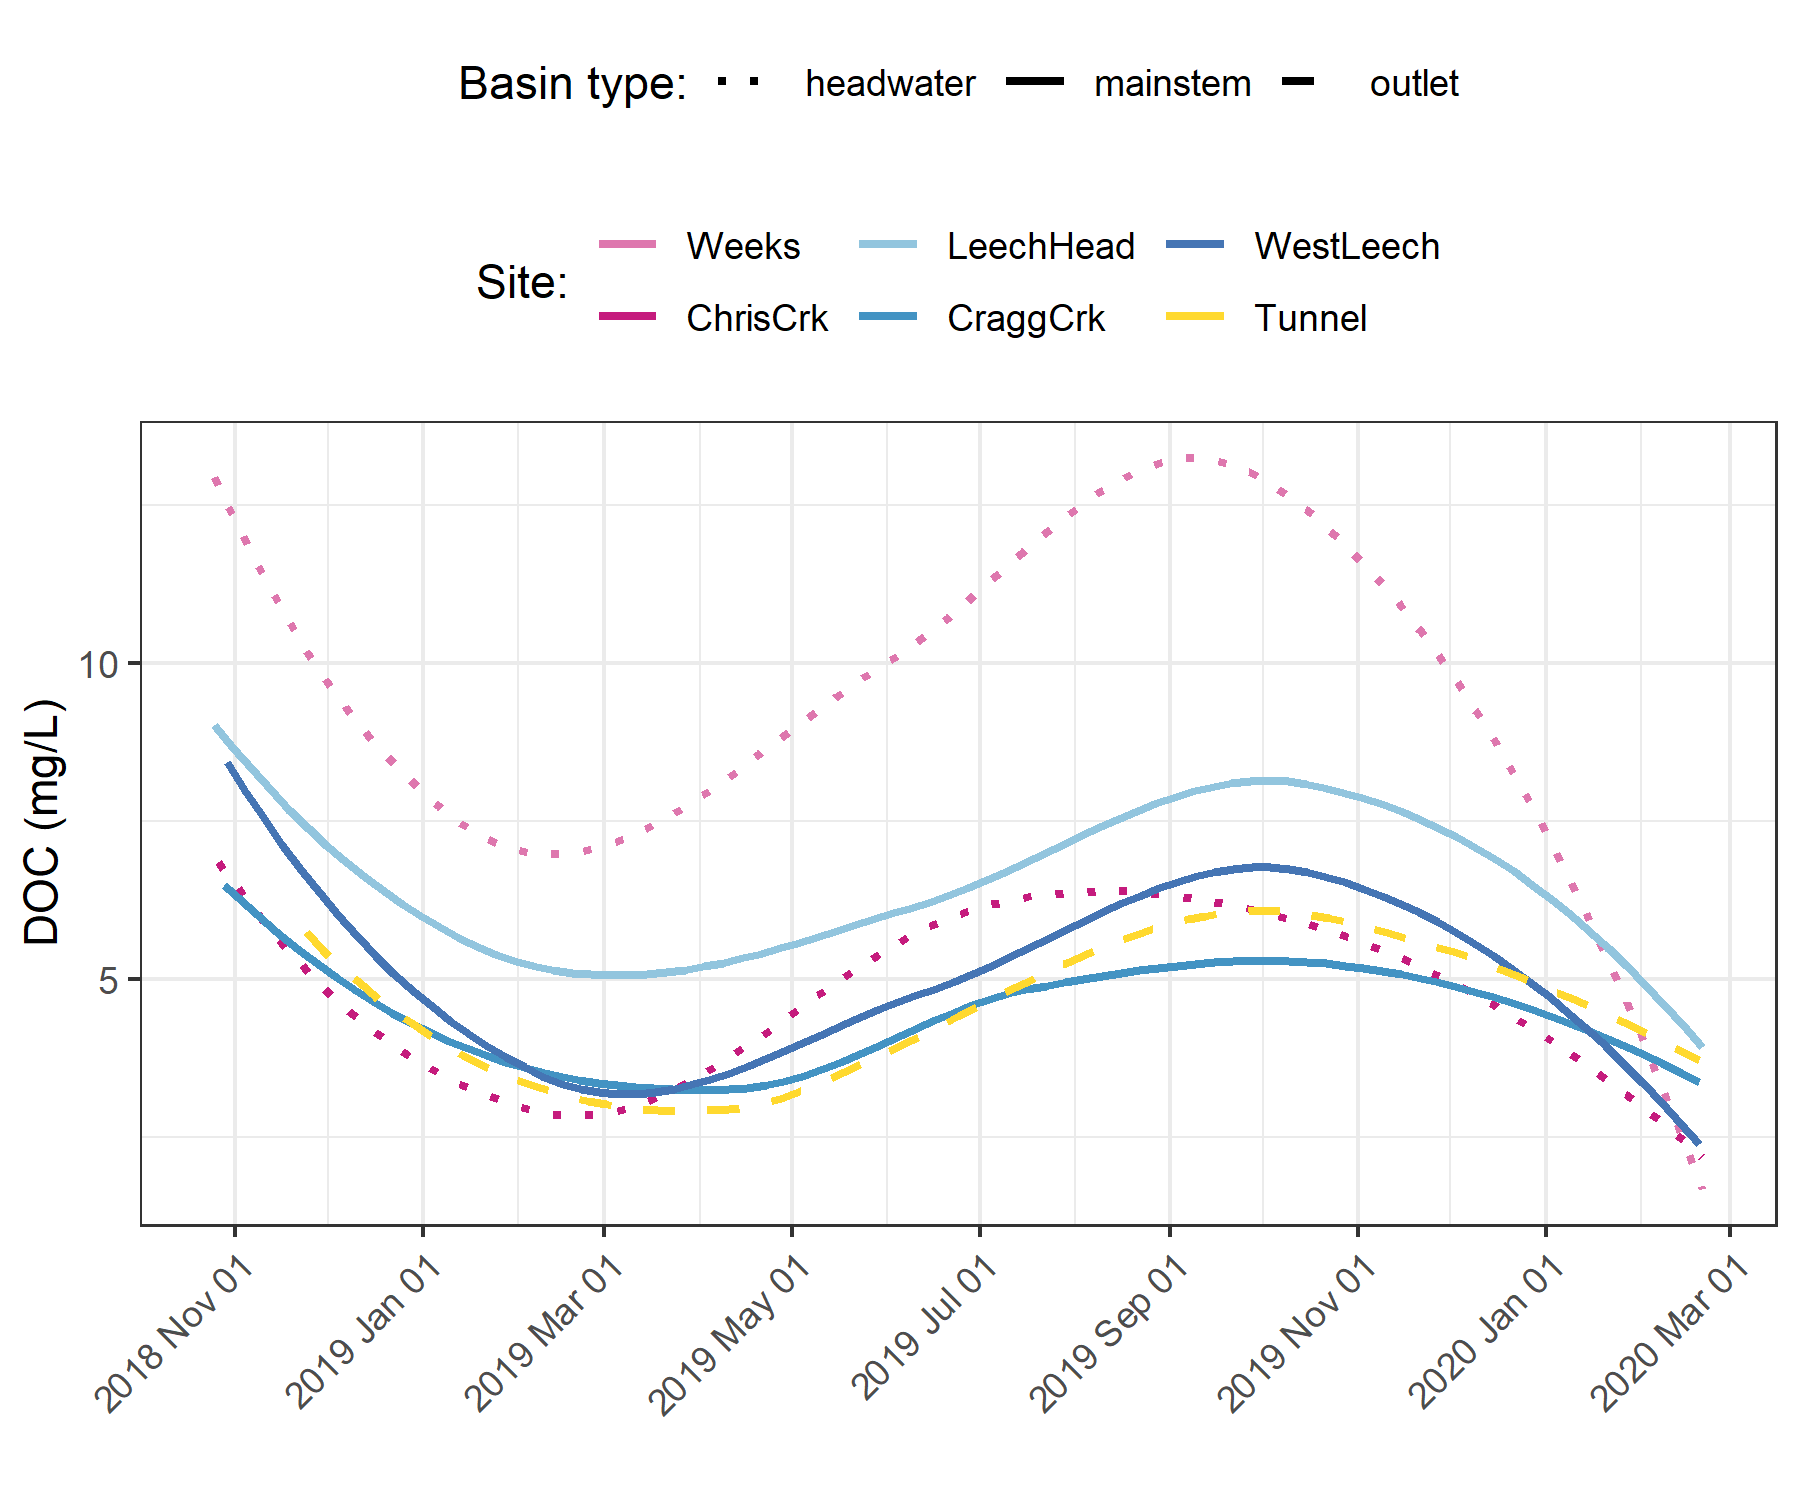 Basin type: headwater mainstem outlet
Site: Weeks LeechHead WestLeech
ChrisCrk CraggCrk Tunnel
DOC (mg/L)
10
5
2018 Nov 01 2019 Jan 01 2019 Mar 01 2019 May 01 2019 Jul 01 2019 Sep 01 2019 Nov 01 2020 Jan 01 2020 Mar 01